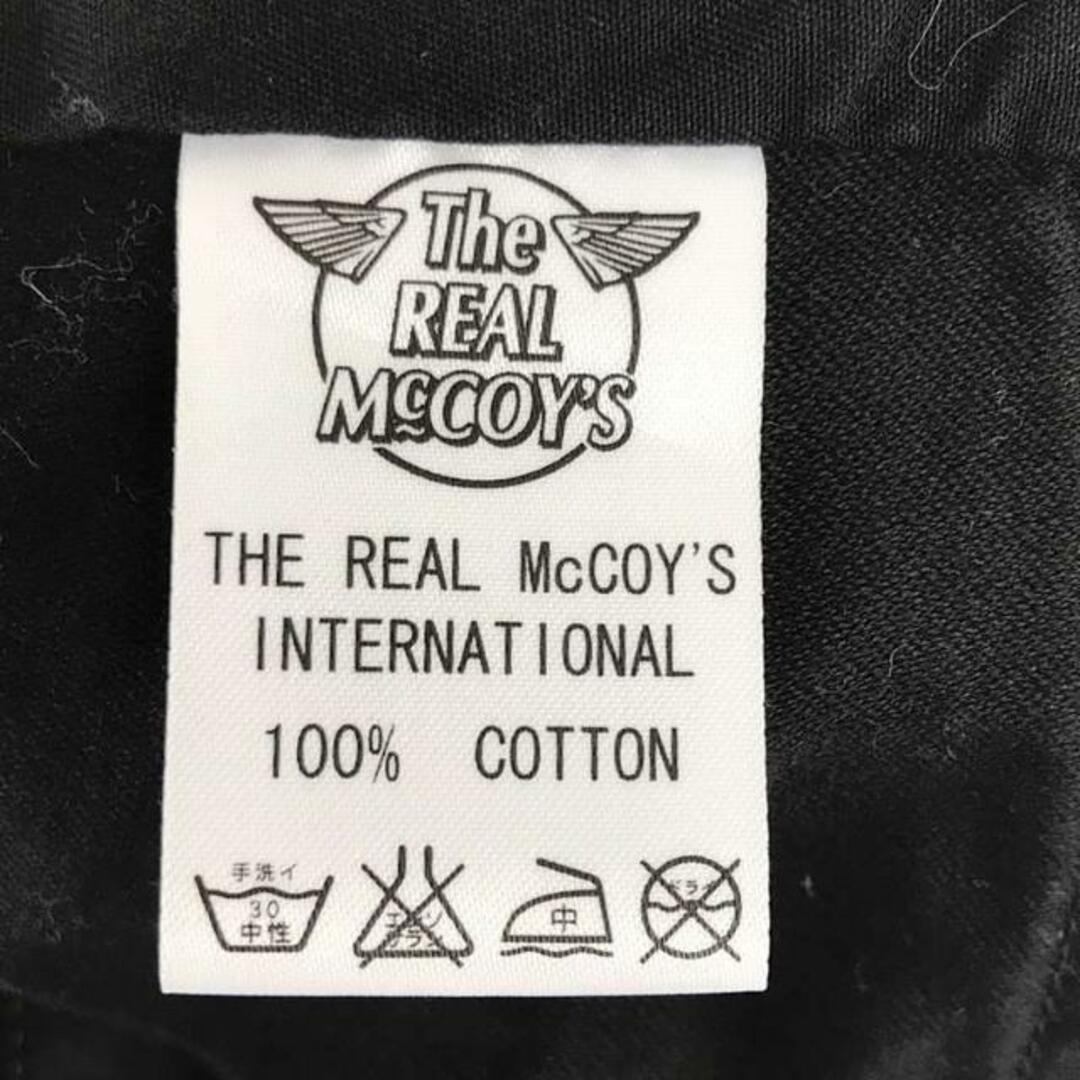 The
REAL
McCOY'S
THE REAL McCOY'S
INTERNATIONAL
100% COTTON
手洗イ
30
中性
エンソ
サラシ
中
ドライ